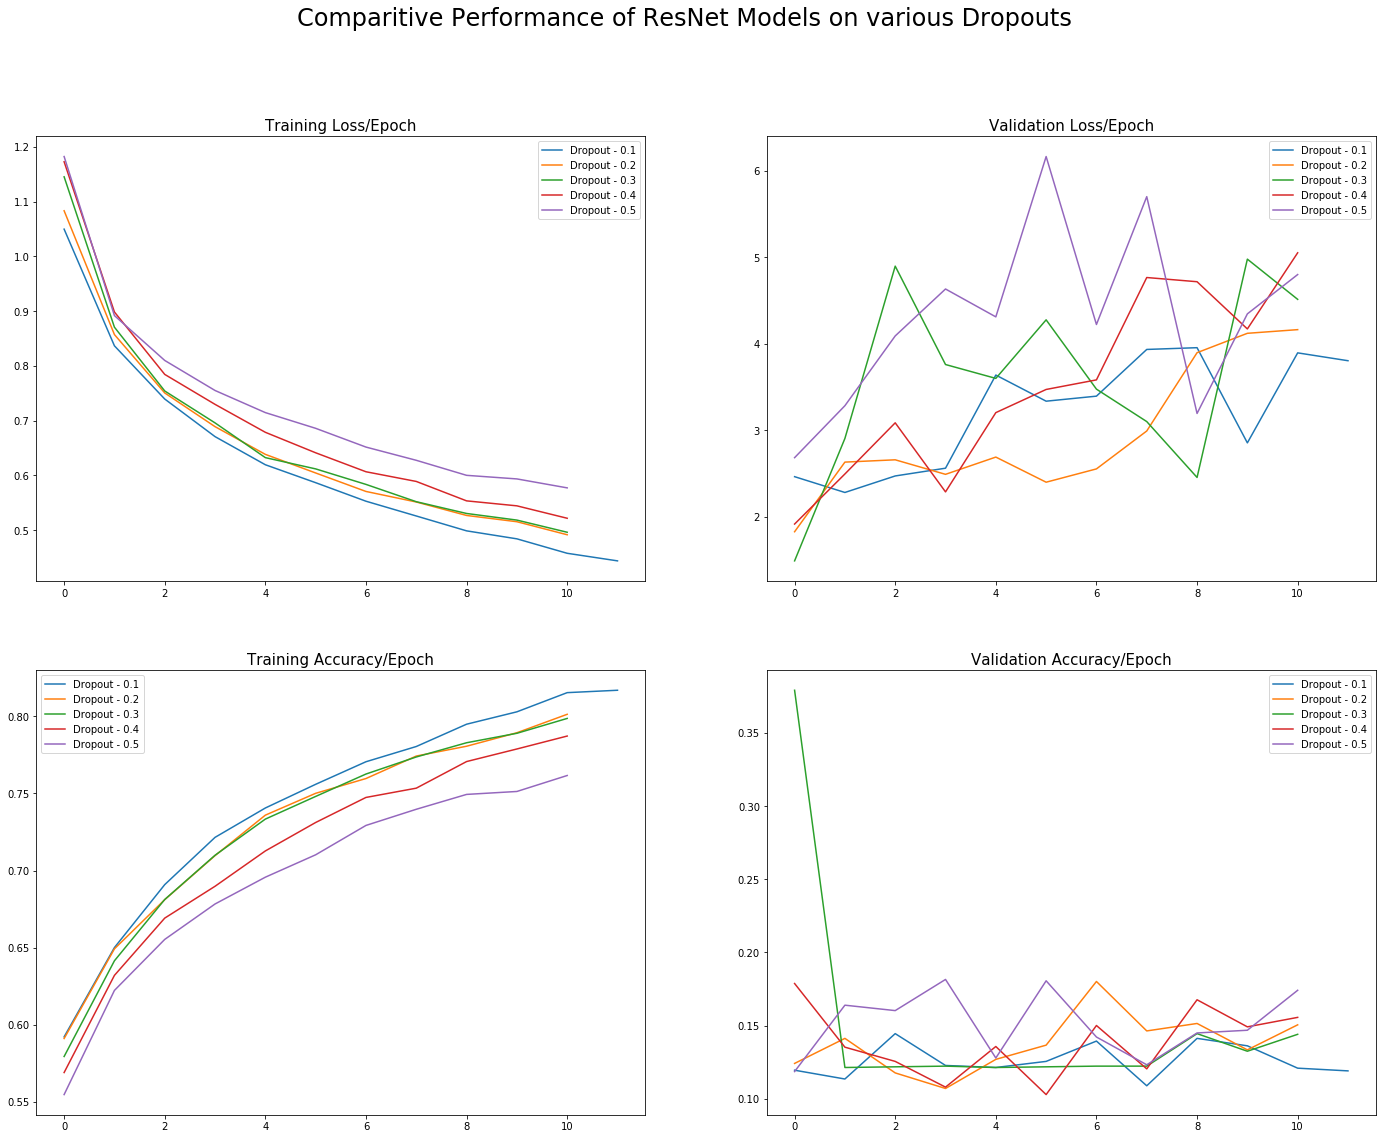 Comparitive Performance of ResNet Models on various Dropouts
Training Loss/Epoch
1.2
1.1
1.0
0.9
0.8
0.7
0.6
0.5
0 2 4 6 8 10
Dropout - 0.1
Dropout - 0.2
Dropout - 0.3
Dropout - 0.4
Dropout - 0.5
Validation Loss/Epoch
6
5
4
3
2
0 2 4 6 8 10
Dropout - 0.1
Dropout - 0.2
Dropout - 0.3
Dropout - 0.4
Dropout - 0.5
Training Accuracy/Epoch
0.80
0.75
0.70
0.65
0.60
0.55
0 2 4 6 8 10
Dropout - 0.1
Dropout - 0.2
Dropout - 0.3
Dropout - 0.4
Dropout - 0.5
Validation Accuracy/Epoch
0.35
0.30
0.25
0.20
0.15
0.10
0 2 4 6 8 10
Dropout - 0.1
Dropout - 0.2
Dropout - 0.3
Dropout - 0.4
Dropout - 0.5